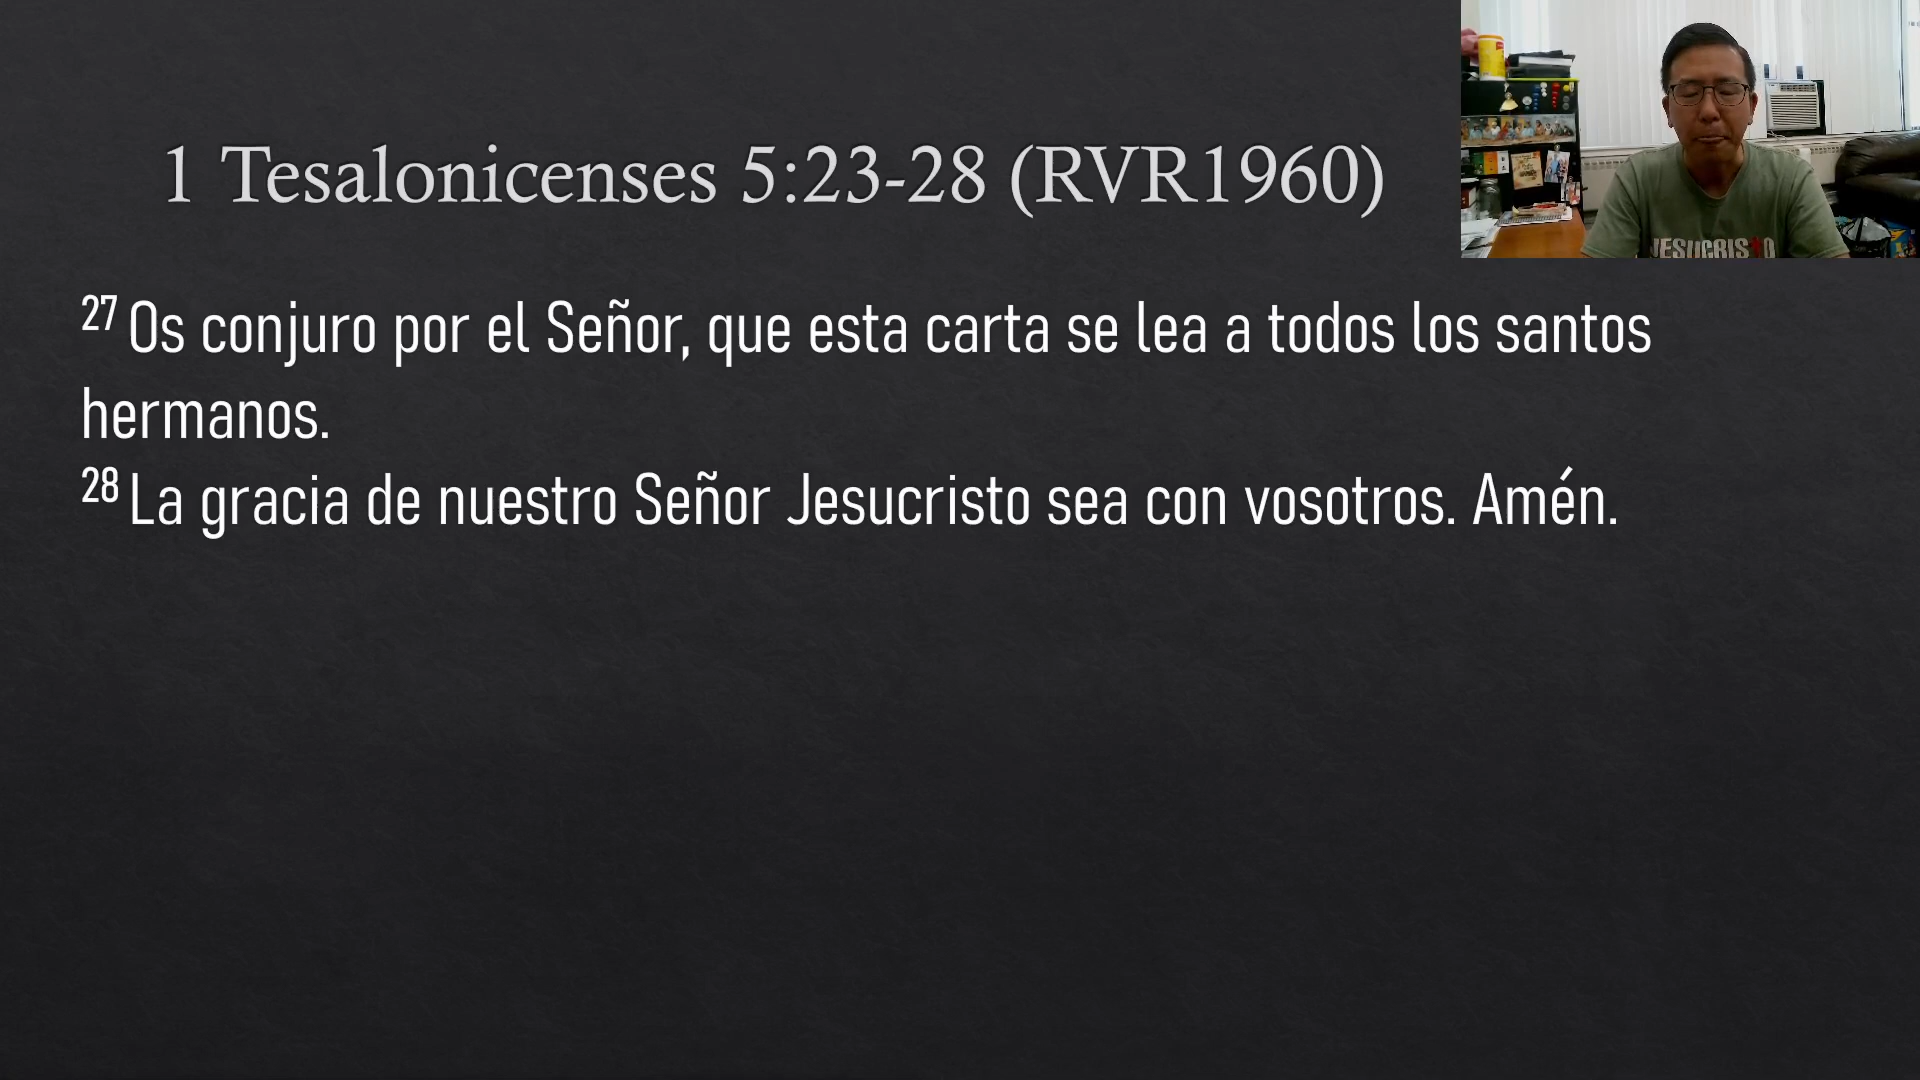 1 Tesalonicenses 5:23-28 (RVR1960)
27 Os conjuro por el Señor, que esta carta se lea a todos los santos
hermanos.
28 La gracia de nuestro Señor Jesucristo sea con vosotros. Amén.
JESUCRISTO